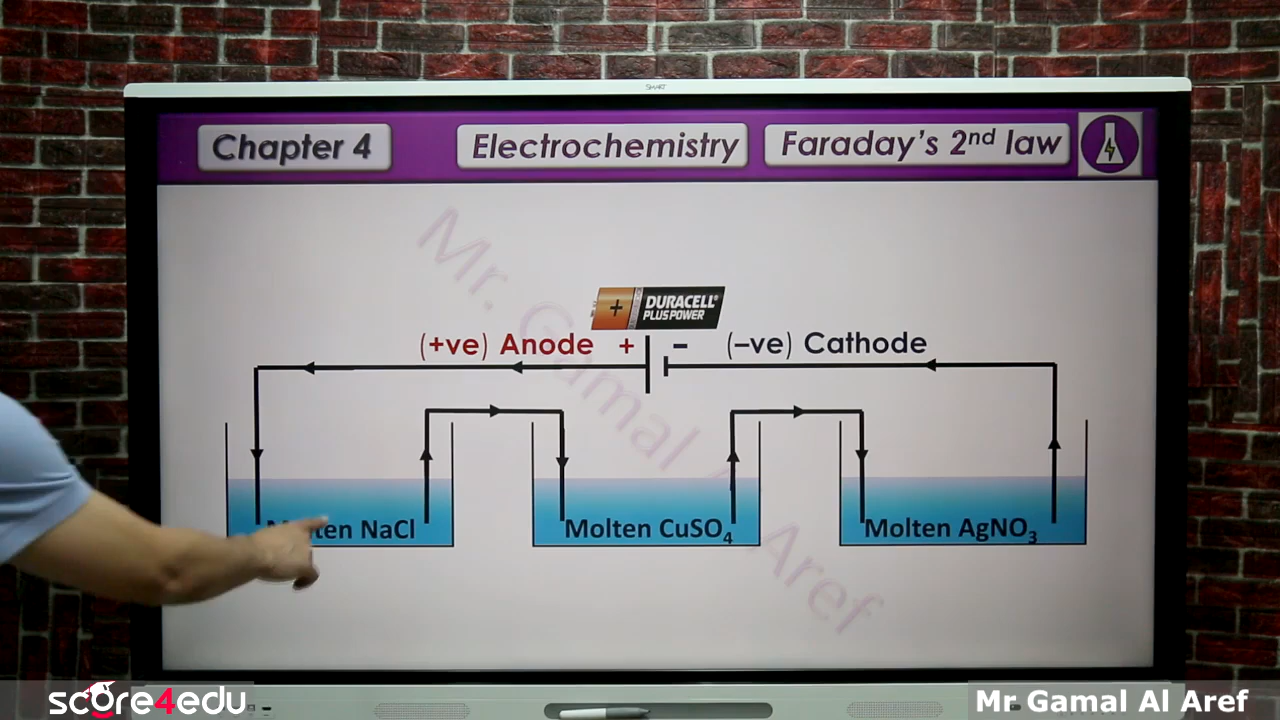 SMART
Chapter 4
Electrochemistry
Faraday's 2nd law
Mr. Gamal Al Aref
+
DURACELL®
PLUS POWER
(+ve) Anode + - (–ve) Cathode
Molten NaCl
Molten CuSO4
Molten AgNO3
score4edu
Mr Gamal Al Aref